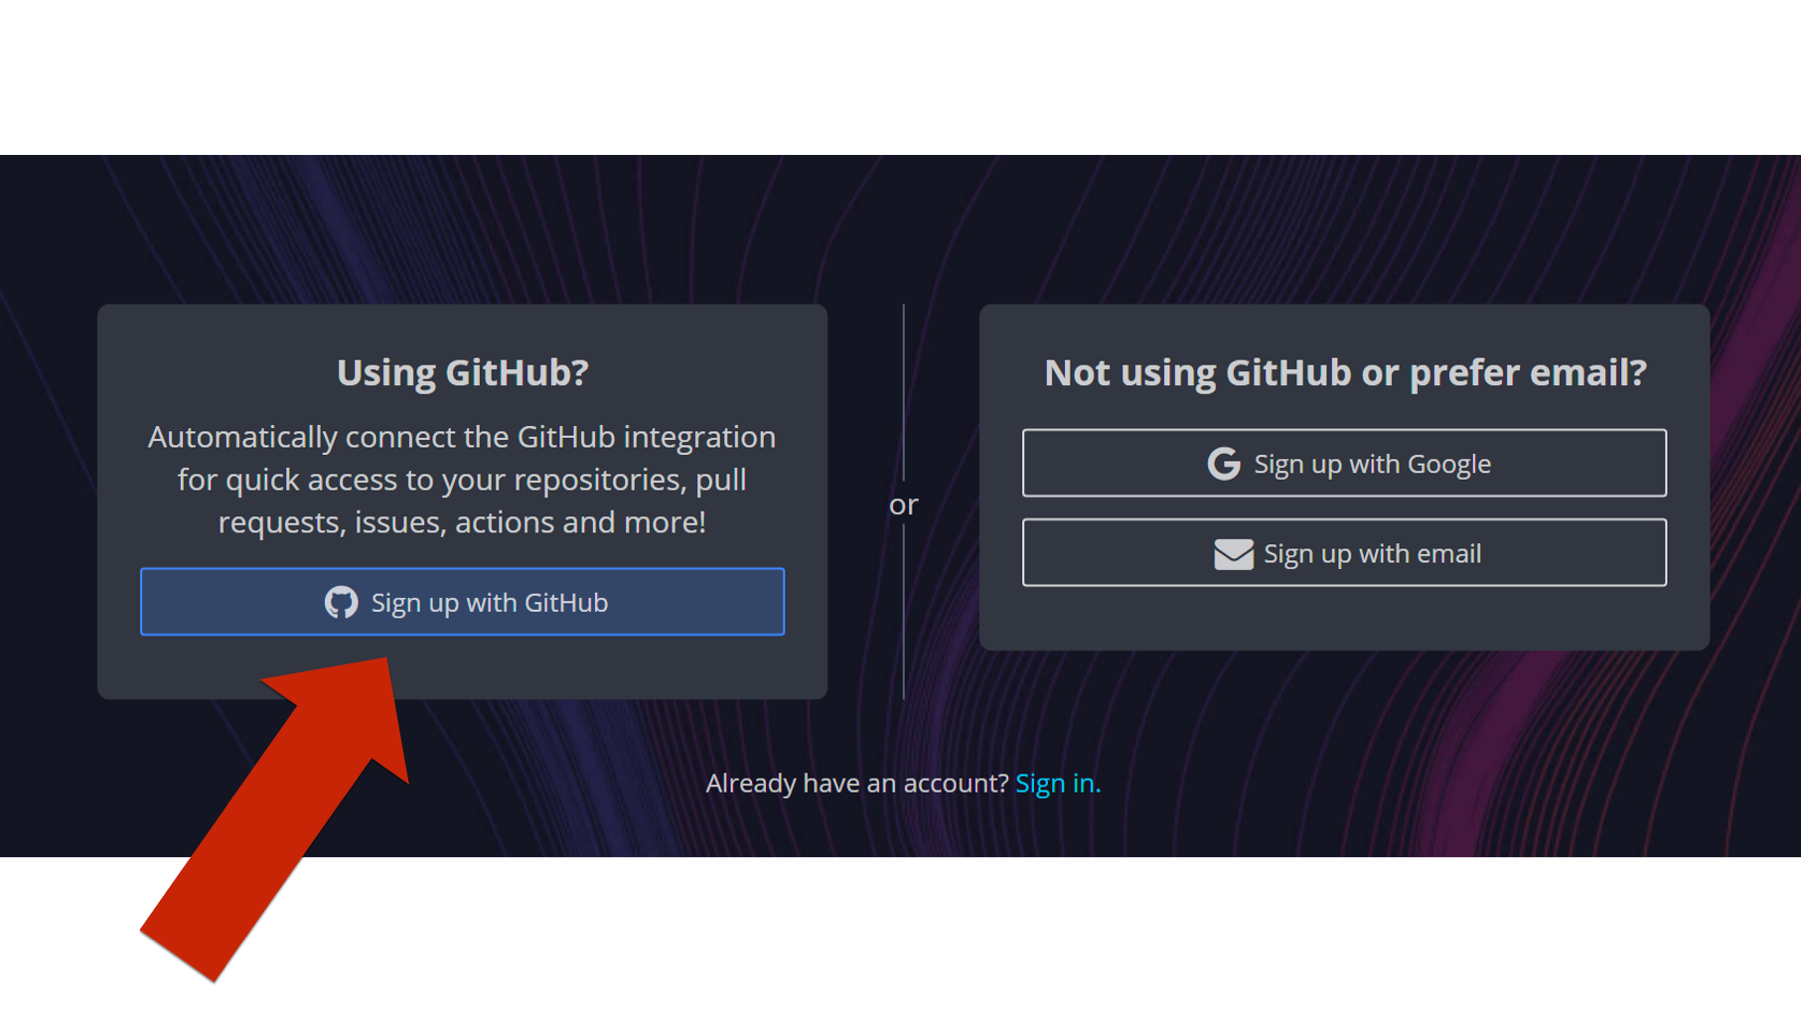 Using GitHub?
Automatically connect the GitHub integration
for quick access to your repositories, pull
requests, issues, actions and more!
Sign up with GitHub
or
Not using GitHub or prefer email?
Sign up with Google
Sign up with email
Already have an account? Sign in.